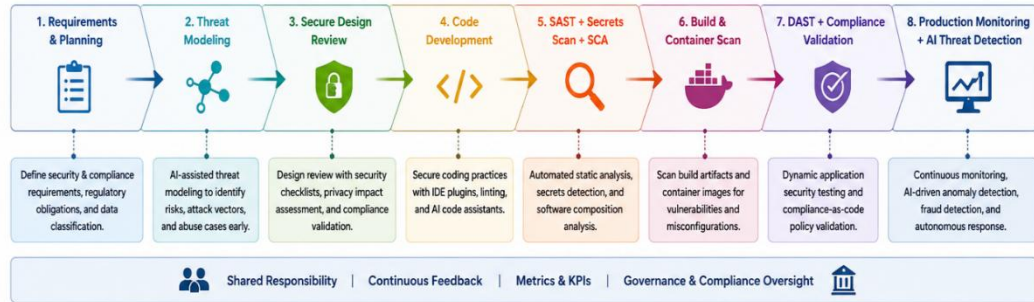 1. Requirements
& Planning
2. Threat
Modeling
3. Secure Design
Review
4. Code
Development
5. SAST + Secrets
Scan + SCA
6. Build &
Container Scan
7. DAST + Compliance
Validation
8. Production Monitoring
+ AI Threat Detection
Define security & compliance
requirements, regulatory
obligations, and data
classification.
AI-assisted threat
modeling to identify
risks, attack vectors,
and abuse cases early.
Design review with security
checklists, privacy impact
assessment, and compliance
validation.
Secure coding practices
with IDE plugins, linting,
and AI code assistants.
Automated static analysis,
secrets detection, and
software composition
analysis.
Scan build artifacts and
container images for
vulnerabilities and
misconfigurations.
Dynamic application
security testing and
compliance-as-code
policy validation.
Continuous monitoring,
AI-driven anomaly detection,
fraud detection, and
autonomous response.
Shared Responsibility | Continuous Feedback | Metrics & KPIs | Governance & Compliance Oversight